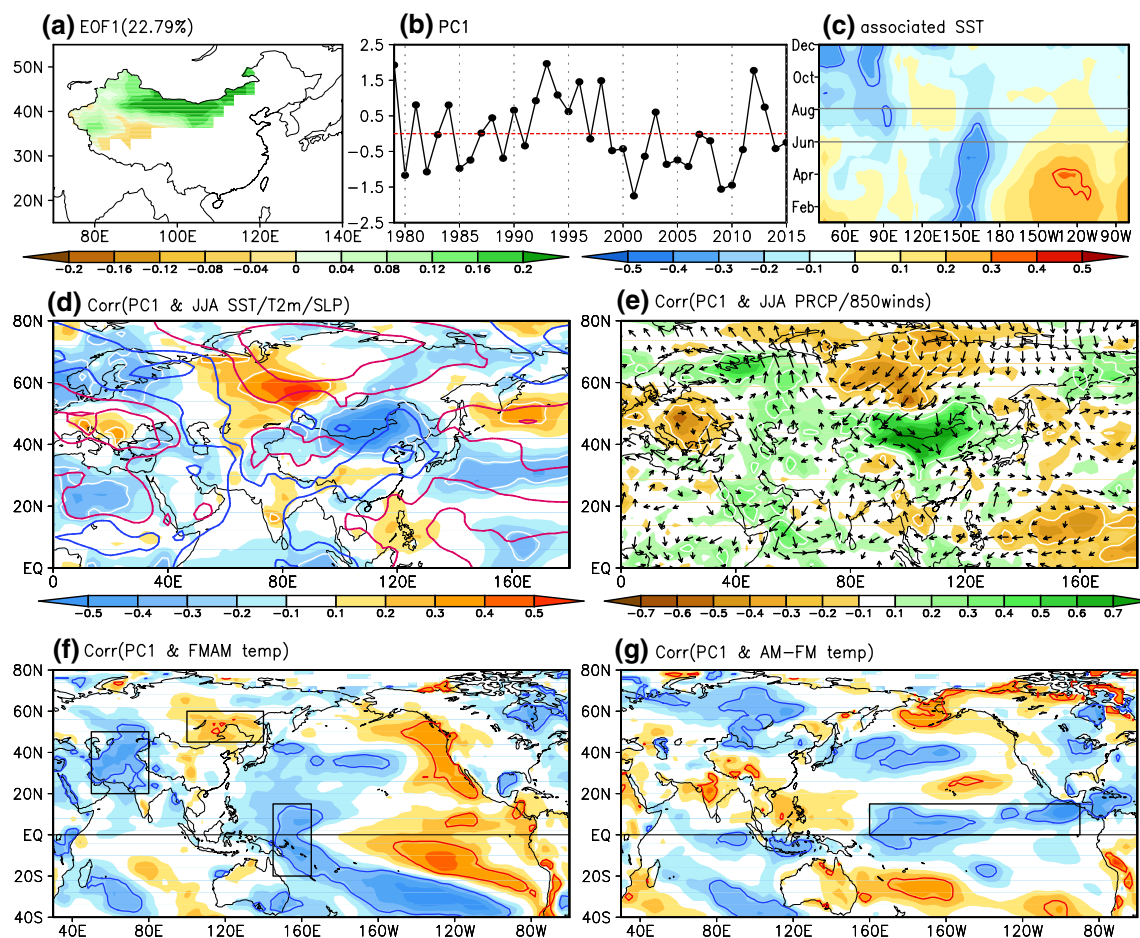 (a) EOF1(22.79%)
50N
40N
30N
20N
80E 100E 120E 140E
-0.2 -0.16 -0.12 -0.08 -0.04 0 0.04 0.08 0.12 0.16 0.2
(b) PC1
2.5
1.5
0.5
-0.5
-1.5
-2.5
1980 1985 1990 1995 2000 2005 2010 2015
(c) associated SST
Dec
Oct
Aug
Jun
Apr
Feb
60E 90E 120E 150E 180 150W 120W 90W
-0.5 -0.4 -0.3 -0.2 -0.1 0 0.1 0.2 0.3 0.4 0.5
(d) Corr(PC1 & JJA SST/T2m/SLP)
80N
60N
40N
20N
EQ
0 40E 80E 120E 160E
-0.5 -0.4 -0.3 -0.2 -0.1 0.1 0.2 0.3 0.4 0.5
(e) Corr(PC1 & JJA PRCP/850winds)
80N
60N
40N
20N
EQ
0 40E 80E 120E 160E
-0.7 -0.6 -0.5 -0.4 -0.3 -0.2 -0.1 0.1 0.2 0.3 0.4 0.5 0.6 0.7
(f) Corr(PC1 & FMAM temp)
80N
60N
40N
20N
EQ
20S
40S
40E 80E 120E 160E 160W 120W 80W
(g) Corr(PC1 & AM-FM temp)
80N
60N
40N
20N
EQ
20S
40S
40E 80E 120E 160E 160W 120W 80W